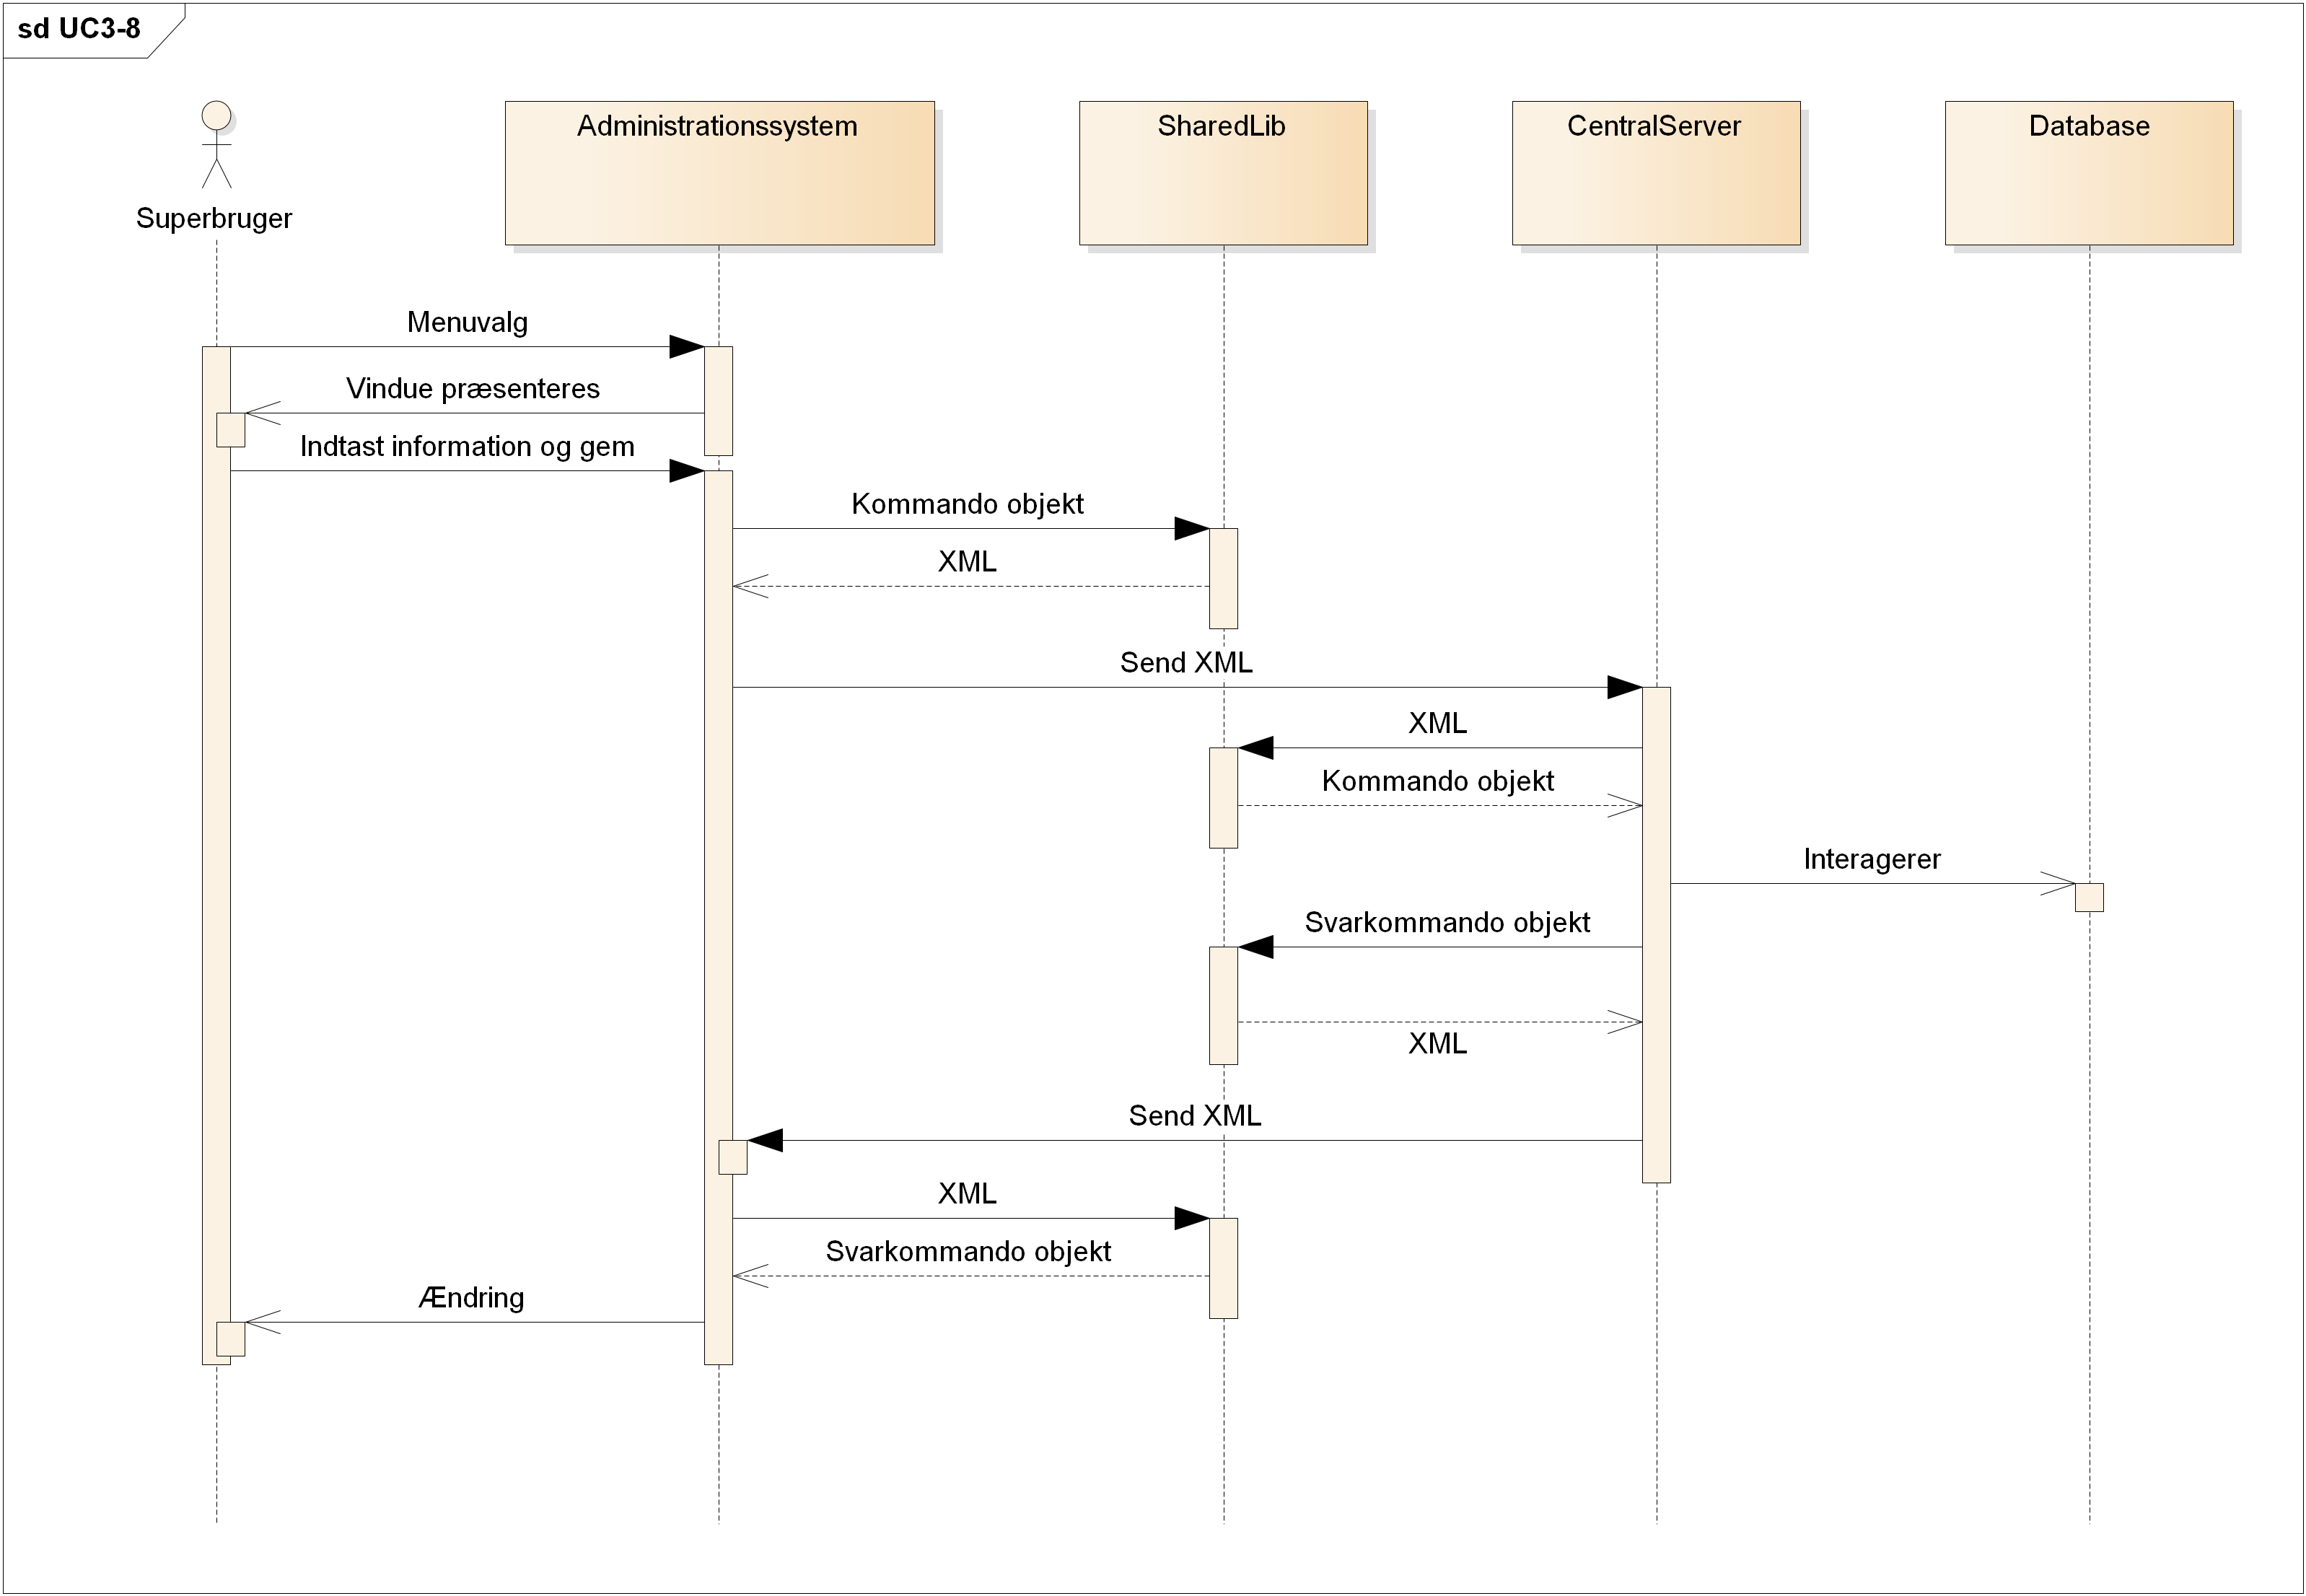 sd UC3-8
Superbruger
Administrationssystem
SharedLib
CentralServer
Database
Menuvalg
Vindue præsenteres
Indtast information og gem
Kommando objekt
XML
Send XML
XML
Kommando objekt
Interagerer
Svarkommando objekt
XML
Send XML
XML
Svarkommando objekt
Ændring